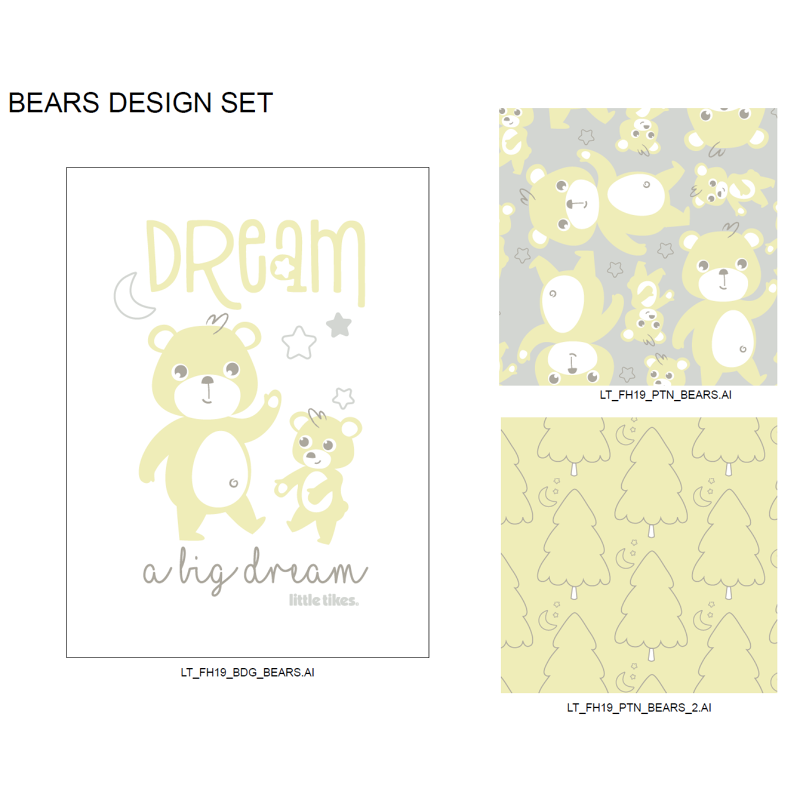 BEARS DESIGN SET
DREAM
a big dream
little tikes.
LT_FH19_BDG_BEARS.AI
LT_FH19_PTN_BEARS.AI
LT_FH19_PTN_BEARS_2.AI